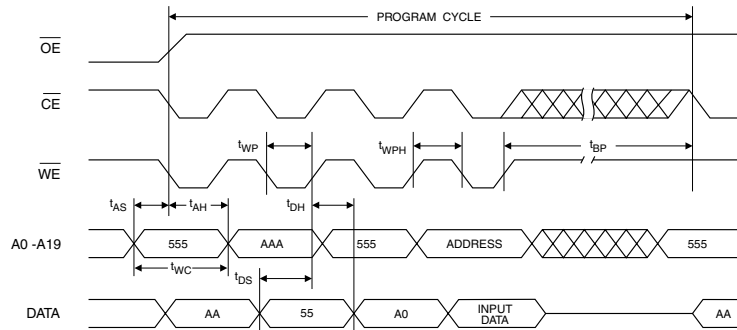 PROGRAM CYCLE
OE
CE
tWP
tWPH
tBP
WE
tAS
tAH
tDH
A0 -A19
555
AAA
555
ADDRESS
555
tWC
tDS
DATA
AA
55
A0
INPUT
DATA
AA